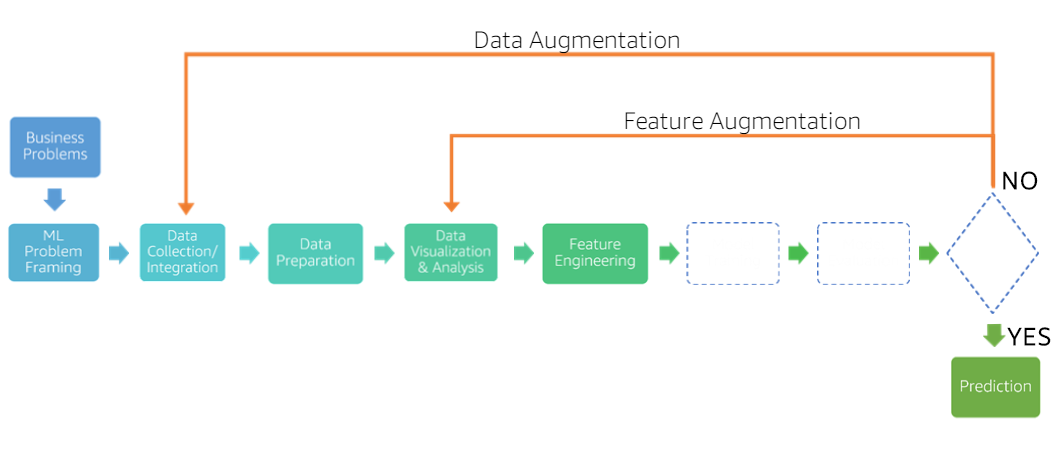 Data Augmentation
Feature Augmentation
Business
Problems
NO
ML
Problem
Framing
Data
Collection/
Integration
Data
Preparation
Data
Visualization
& Analysis
Feature
Engineering
YES
Prediction